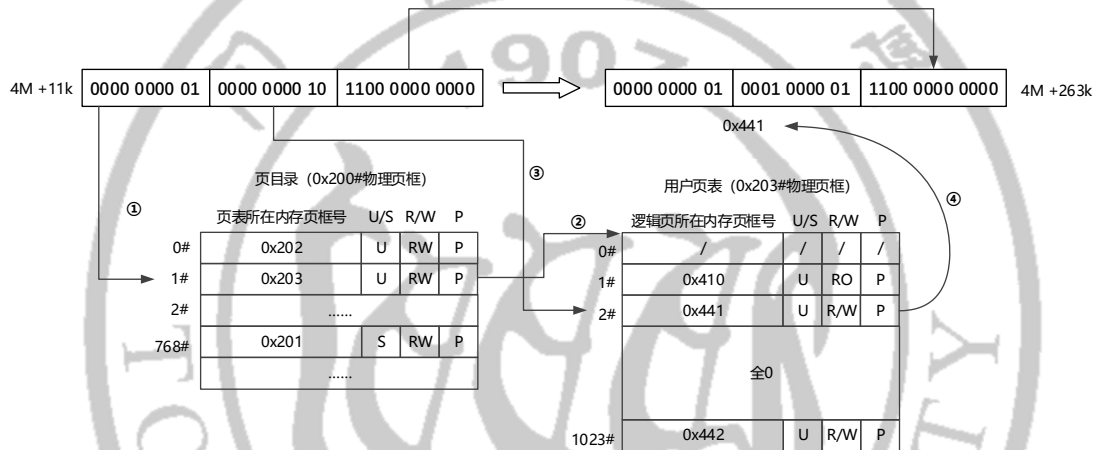 4M +11k 0000 0000 01 0000 0000 10 1100 0000 0000 0000 0000 01 0001 0000 01 1100 0000 0000 4M +263k
0x441
③
页目录（0x200#物理页框）
用户页表（0x203#物理页框）
①
④
页表所在内存页框号 U/S R/W P
②
逻辑页所在内存页框号 U/S R/W P
0# 0x202 U RW P
0# / / / /
1# 0x203 U RW P
1# 0x410 U RO P
2# ......
2# 0x441 U R/W P
768# 0x201 S RW P
......
全0
1023# 0x442 U R/W P
1907